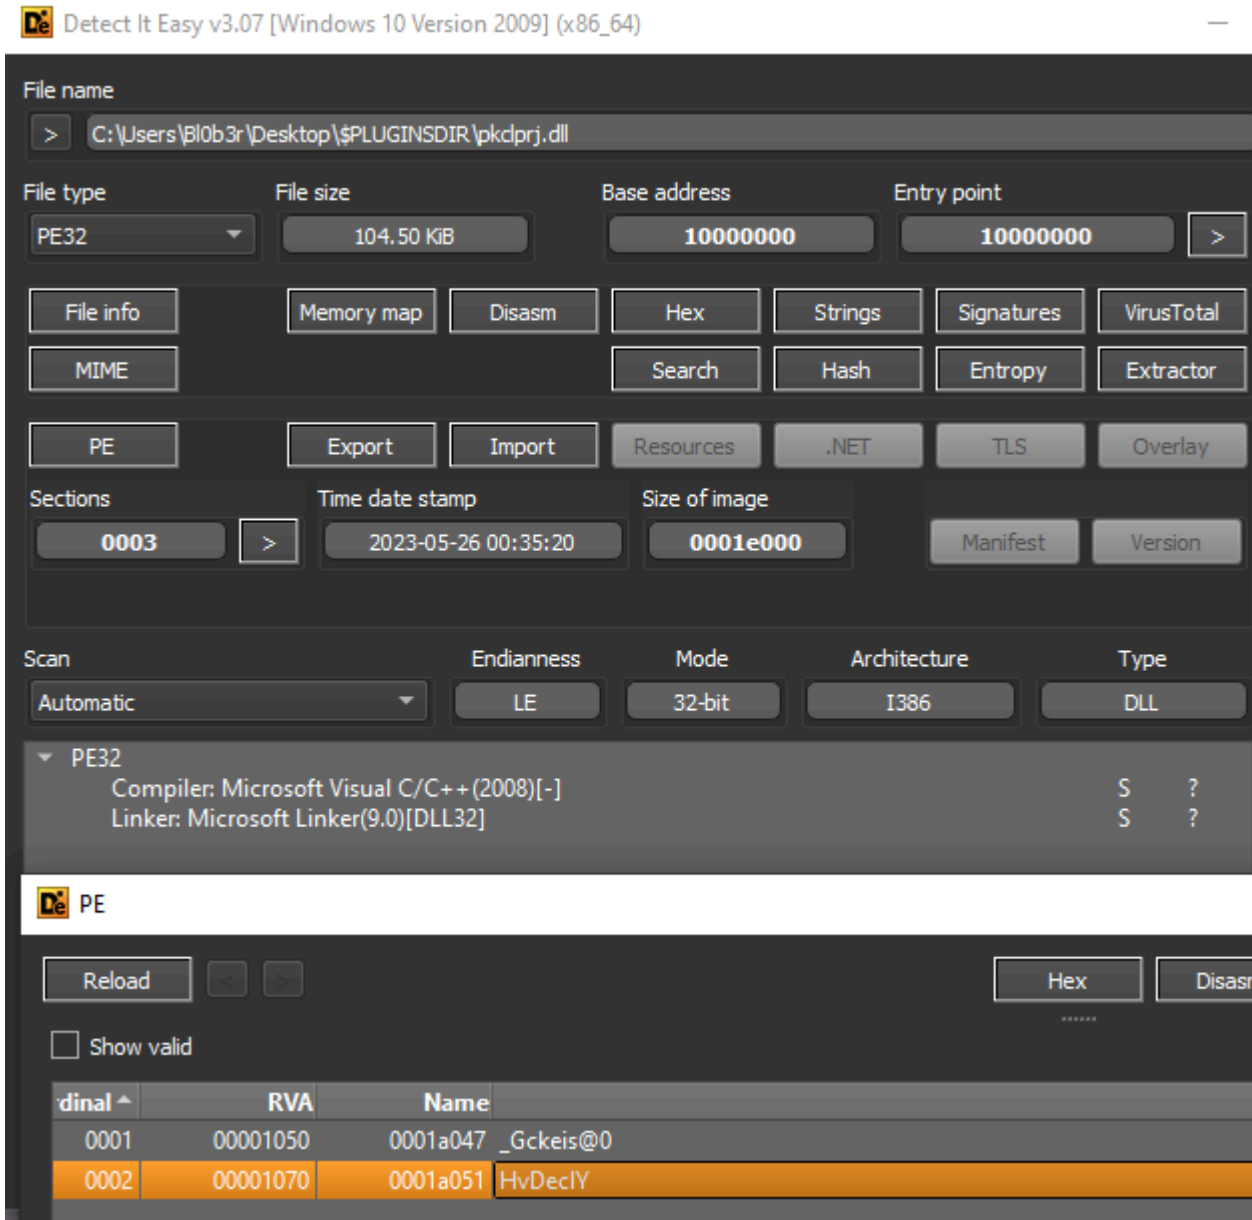 Detect It Easy v3.07 [Windows 10 Version 2009] (x86_64)
File name
> C:\Users\Bl0b3r\Desktop\$PLUGINSDIR\pkclprj.dll
File type File size Base address Entry point
PE32 104.50 KiB 10000000 10000000 >
File info Memory map Disasm Hex Strings Signatures VirusTotal
MIME Search Hash Entropy Extractor
PE Export Import Resources .NET TLS Overlay
Sections Time date stamp Size of image
0003 > 2023-05-26 00:35:20 0001e000 Manifest Version
Scan Endianness Mode Architecture Type
Automatic LE 32-bit I386 DLL
PE32
Compiler: Microsoft Visual C/C++(2008)[-] S ?
Linker: Microsoft Linker(9.0)[DLL32] S ?
PE
Reload < > Hex Disasm
Show valid
dinal RVA Name
0001 00001050 0001a047 _Gckeis@0
0002 00001070 0001a051 HvDeclY